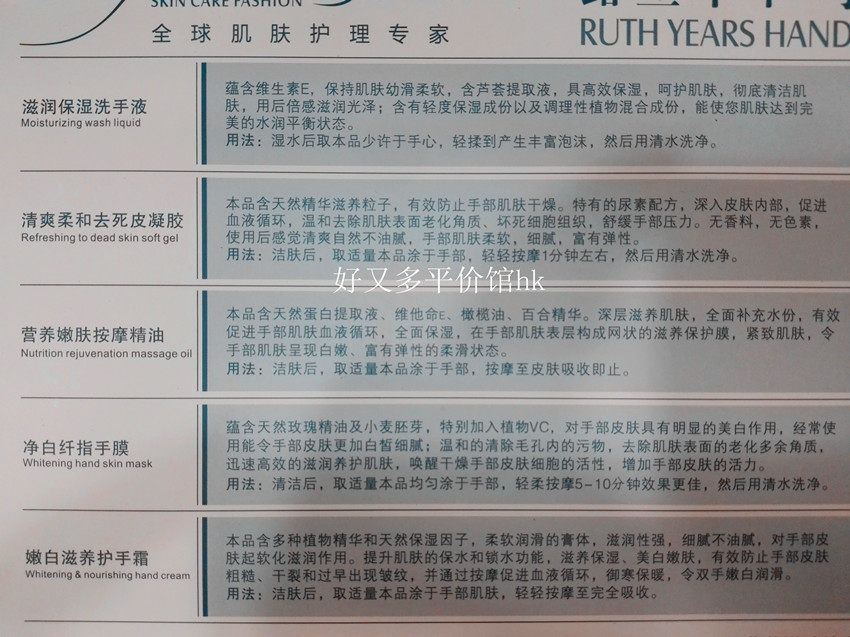 SKIN CARE FASHION
全球肌肤护理专家
RUTH YEARS HAND
滋润保湿洗手液
Moisturizing wash liquid
蕴含维生素E，保持肌肤幼滑柔软，含芦荟提取液，具高效保湿，呵护肌肤，彻底清洁肌
肤，用后倍感滋润光泽；含有轻度保湿成份以及调理性植物混合成份，能使您肌肤达到完
美的水润平衡状态。
用法：湿水后取本品少许于手心，轻揉到产生丰富泡沫，然后用清水洗净。
清爽柔和去死皮凝胶
Refreshing to dead skin soft gel
本品含天然精华滋养粒子，有效防止手部肌肤干燥。特有的尿素配方，深入皮肤内部，促进
血液循环，温和去除肌肤表面老化角质、坏死细胞组织，舒缓手部压力。无香料，无色素，
使用后感觉清爽自然不油腻，手部肌肤柔软，细腻，富有弹性。
用法：洁肤后，取适量本品涂于手部，轻轻按摩1分钟左右，然后用清水洗净。
好又多平价馆hk
营养嫩肤按摩精油
Nutrition rejuvenation massage oil
本品含天然蛋白提取液、维他命E、橄榄油、百合精华。深层滋养肌肤，全面补充水份，有效
促进手部肌肤血液循环，全面保湿，在手部肌肤表层构成网状的滋养保护膜，紧致肌肤，令
手部肌肤呈现白嫩、富有弹性的柔滑状态。
用法：洁肤后，取适量本品涂于手部，按摩至皮肤吸收即止。
净白纤指手膜
Whitening hand skin mask
蕴含天然玫瑰精油及小麦胚芽，特别加入植物VC，对手部皮肤具有明显的美白作用，经常使
用能令手部皮肤更加白皙细腻；温和的清除毛孔内的污物，去除肌肤表面的老化多余角质，
迅速高效的滋润养护肌肤，唤醒干燥手部皮肤细胞的活性，增加手部皮肤的活力。
用法：清洁后，取适量本品均匀涂于手部，轻柔按摩5-10分钟效果更佳，然后用清水洗净。
嫩白滋养护手霜
Whitening & nourishing hand cream
本品含多种植物精华和天然保湿因子，柔软润滑的膏体，滋润性强，细腻不油腻，对手部皮
肤起软化滋润作用。提升肌肤的保水和锁水功能，滋养保湿、美白嫩肤，有效防止手部皮肤
粗糙、干裂和过早出现皱纹，并通过按摩促进血液循环，御寒保暖，令双手嫩白润滑。
用法：洁肤后，取适量本品涂于手部肌肤，轻轻按摩至完全吸收。